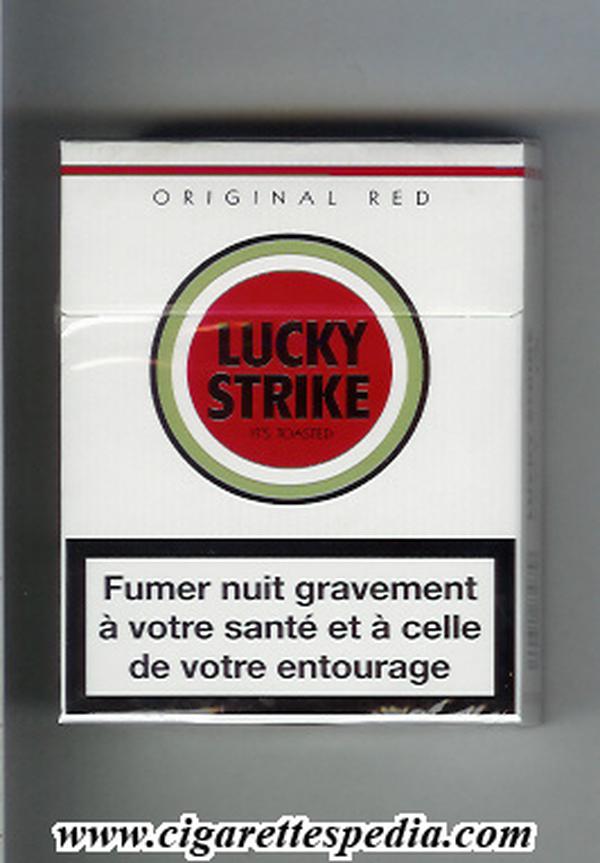 ORIGINAL RED
LUCKY
STRIKE
IT'S TOASTED
Fumer nuit gravement
à votre santé et à celle
de votre entourage
www.cigarettespedia.com